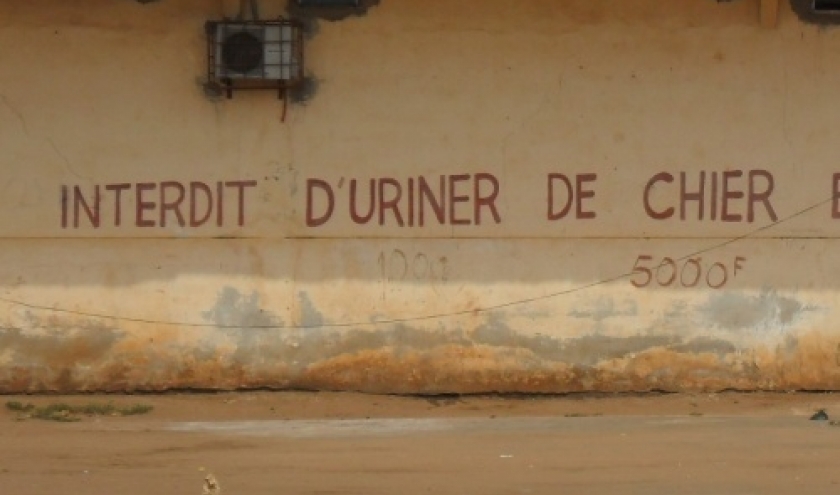 INTERDIT D'URINER DE CHIER E
5000F